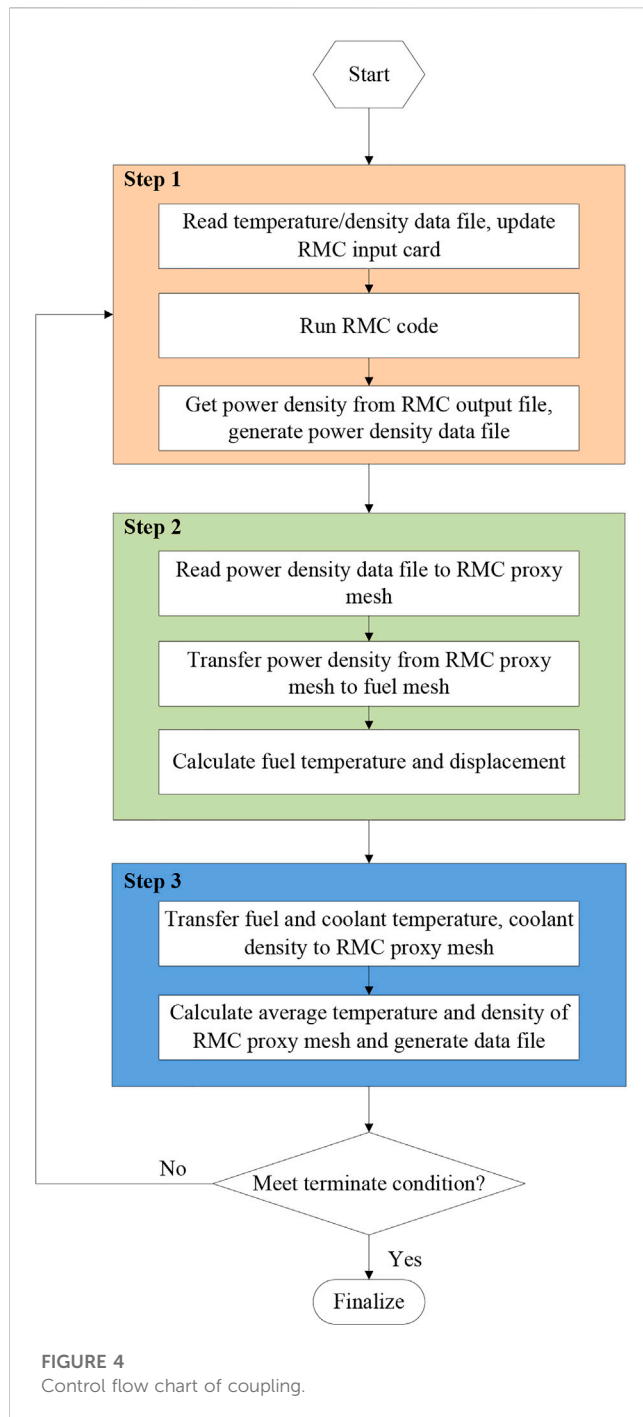 Start
Step 1
Read temperature/density data file, update
RMC input card
Run RMC code
Get power density from RMC output file,
generate power density data file
Step 2
Read power density data file to RMC proxy
mesh
Transfer power density from RMC proxy
mesh to fuel mesh
Calculate fuel temperature and displacement
Step 3
Transfer fuel and coolant temperature, coolant
density to RMC proxy mesh
Calculate average temperature and density of
RMC proxy mesh and generate data file
No
Meet terminate condition?
Yes
Finalize
FIGURE 4
Control flow chart of coupling.